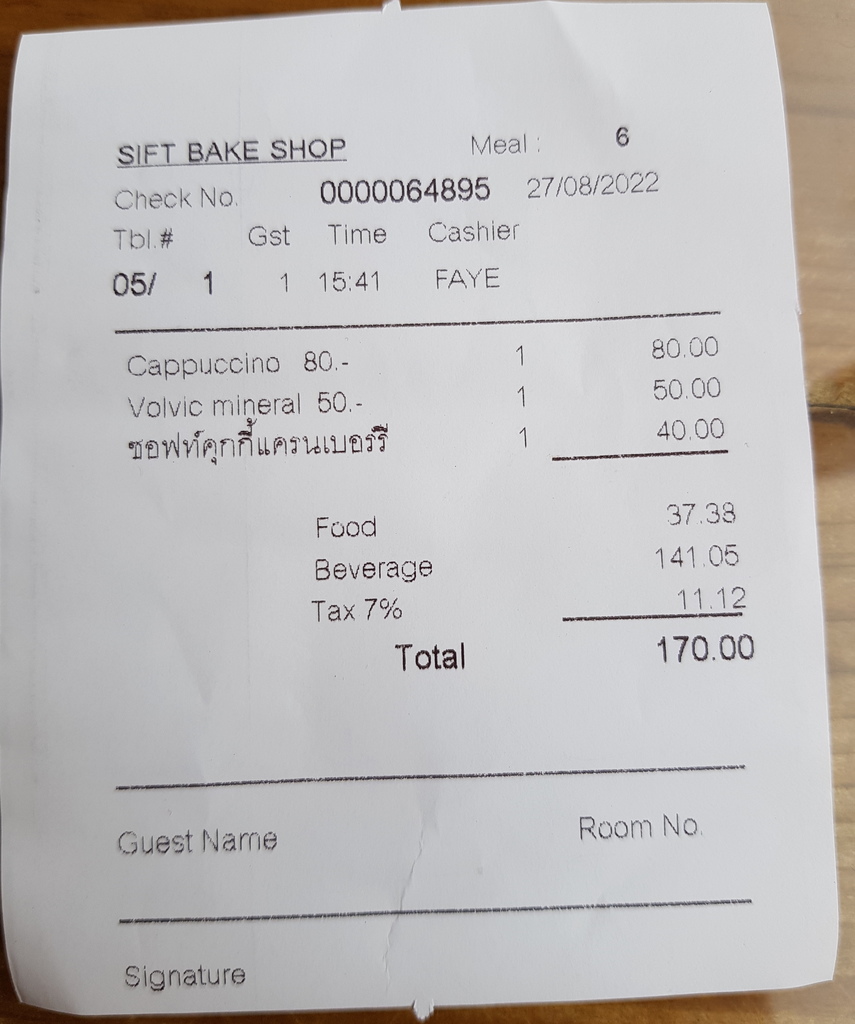 SIFT BAKE SHOP Meal : 6
Check No. 0000064895 27/08/2022
Tbl.# Gst Time Cashier
05/ 1 1 15:41 FAYE
Cappuccino 80.- 1 80.00
Volvic mineral 50.- 1 50.00
ซอฟท์คุกกี้แครนเบอร์รี่ 1 40.00
Food 37.38
Beverage 141.05
Tax 7% 11.12
Total 170.00
Guest Name Room No.
Signature